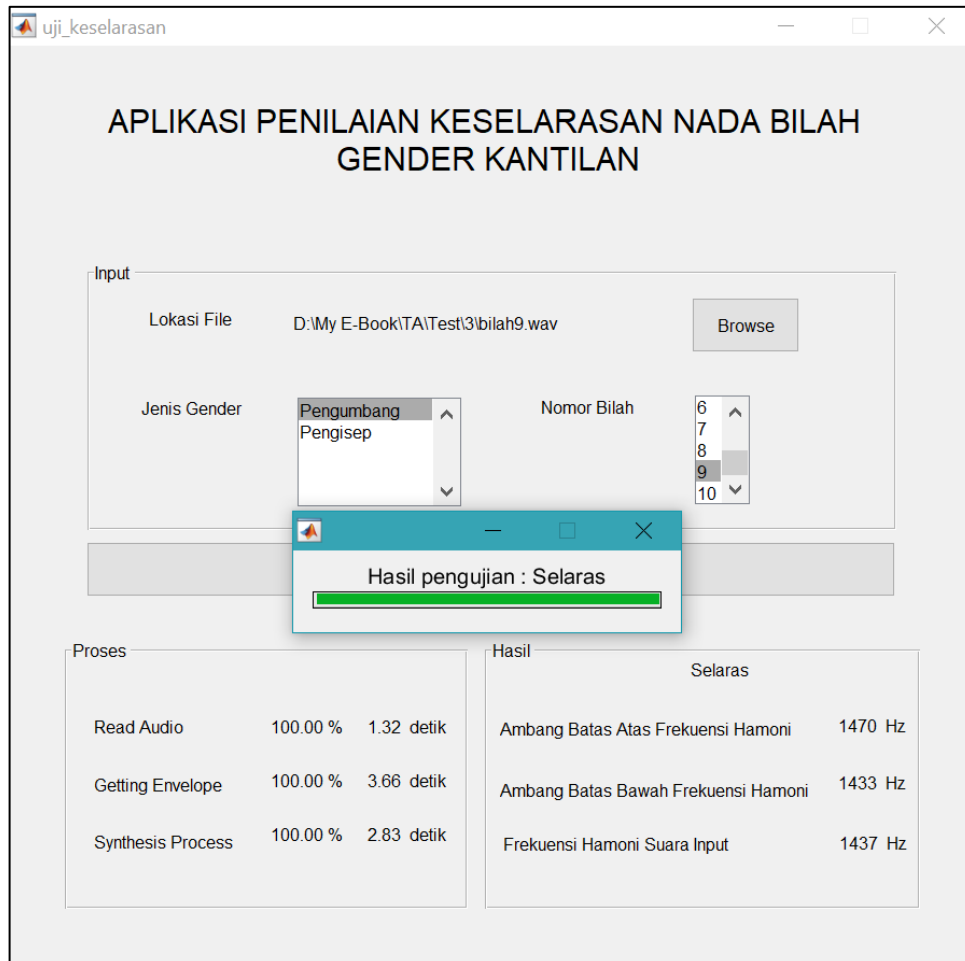 uji_keselarasan
APLIKASI PENILAIAN KESELARASAN NADA BILAH
GENDER KANTILAN
Input
Lokasi File D:\My E-Book\TA\Test\3\bilah9.wav Browse
Jenis Gender
Pengumbang
Pengisep
Nomor Bilah
6
7
8
9
10
Hasil pengujian : Selaras
Proses
Read Audio 100.00 % 1.32 detik
Getting Envelope 100.00 % 3.66 detik
Synthesis Process 100.00 % 2.83 detik
Hasil
Selaras
Ambang Batas Atas Frekuensi Hamoni 1470 Hz
Ambang Batas Bawah Frekuensi Hamoni 1433 Hz
Frekuensi Hamoni Suara Input 1437 Hz